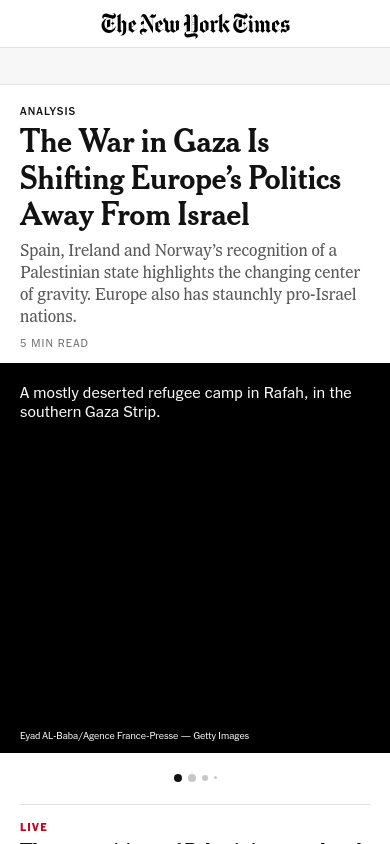 The New York Times
ANALYSIS
The War in Gaza Is
Shifting Europe’s Politics
Away From Israel
Spain, Ireland and Norway’s recognition of a
Palestinian state highlights the changing center
of gravity. Europe also has staunchly pro-Israel
nations.
5 MIN READ
A mostly deserted refugee camp in Rafah, in the
southern Gaza Strip.
Eyad AL-Baba/Agence France-Presse — Getty Images
LIVE